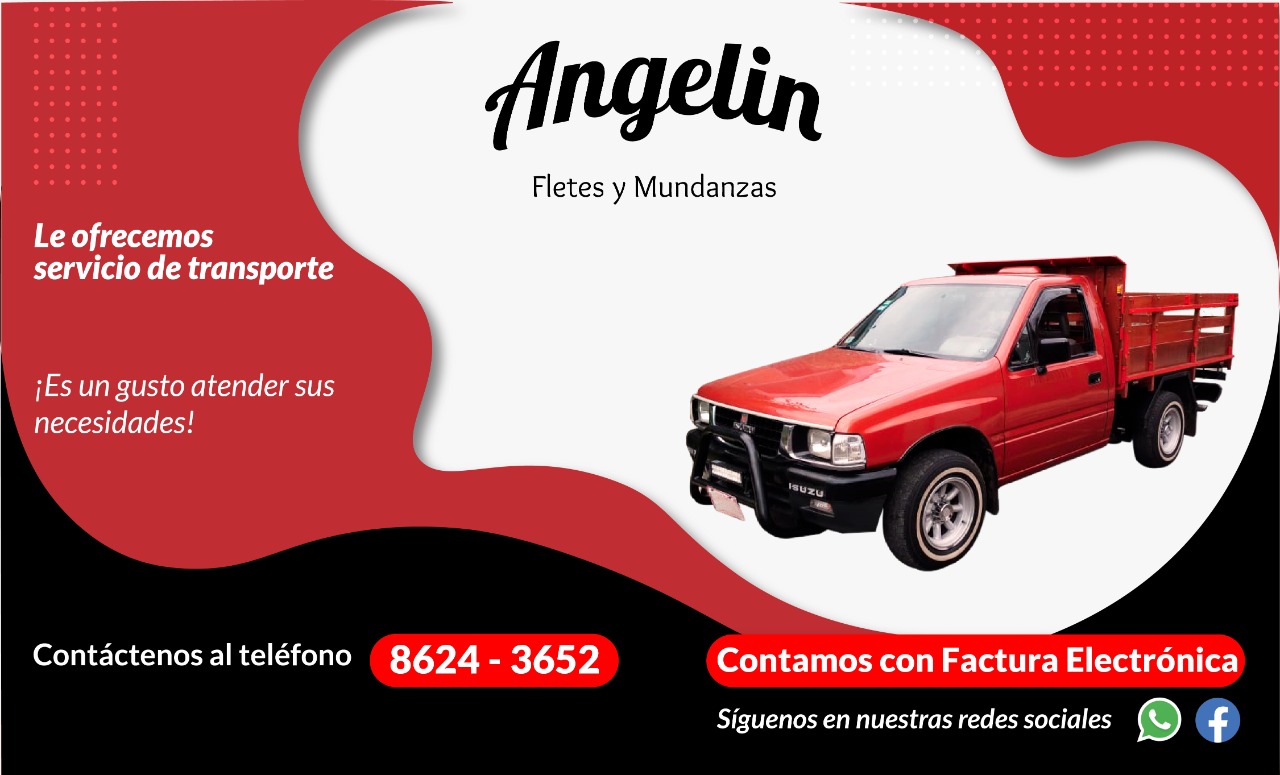 Angelin
Fletes y Mundanzas
Le ofrecemos
servicio de transporte
¡Es un gusto atender sus
necesidades!
ISUZU
Contáctenos al teléfono
8624 - 3652
Contamos con Factura Electrónica
Síguenos en nuestras redes sociales